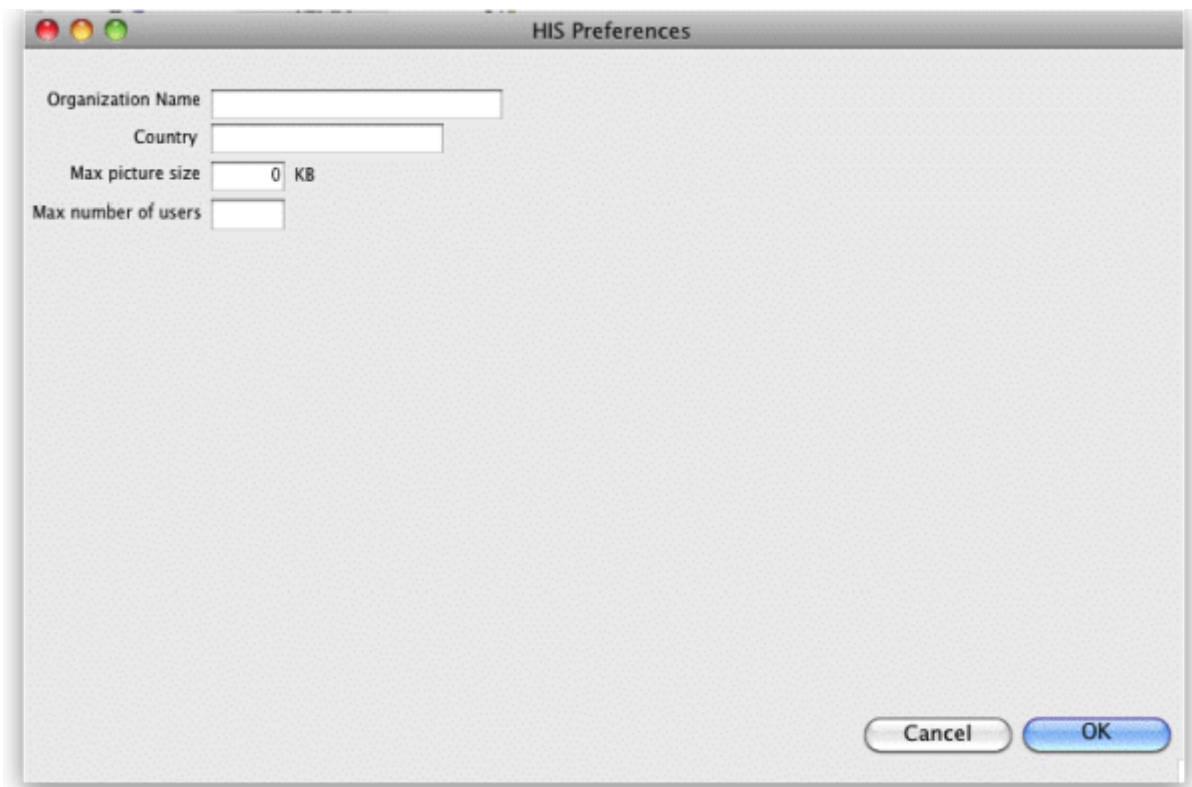 HIS Preferences
Organization Name
Country
Max picture size 0 KB
Max number of users
Cancel OK